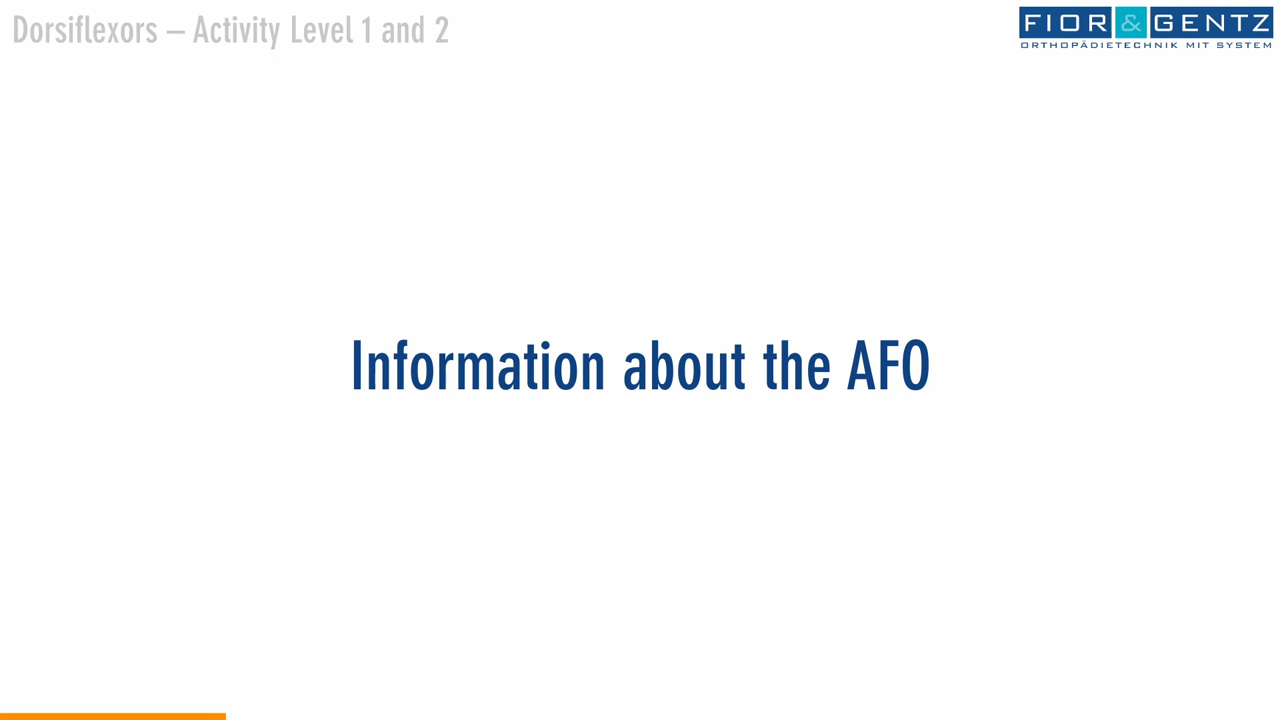 Dorsiflexors – Activity Level 1 and 2
FIOR & GENTZ
ORTHOPÄDIETECHNIK MIT SYSTEM
Information about the AFO